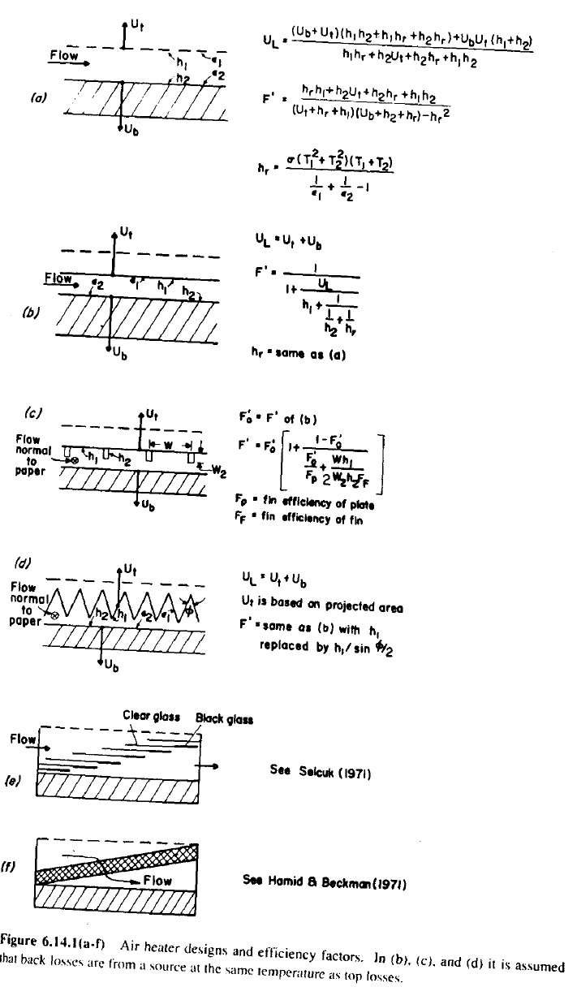 (a)
U_t
Flow
h_1 ε_1
h_2 ε_2
U_b
U_L = (U_b+U_t)(h_1h_2+h_1h_r+h_2h_r)+U_bU_t(h_1+h_2) / h_1h_r+h_2U_t+h_2h_r+h_1h_2
F' = h_rh_1+h_2U_t+h_2h_r+h_1h_2 / (U_t+h_r+h_1)(U_b+h_2+h_r)-h_r^2
h_r = σ(T_1^2+T_2^2)(T_1+T_2) / 1/ε_1 + 1/ε_2 -1
(b)
U_t
Flow ε_2 ε_1 h_1 h_2
U_b
U_L = U_t + U_b
F' = 1 / 1+ U_L / h_1+ 1 / 1/h_2 + 1/h_r
h_r = same as (a)
(c)
U_t
Flow
normal
to
paper
h_1 h_2 W
W_2
U_b
F'_o = F' of (b)
F' = F'_o [ 1+ 1-F'_o / F'_o/F_p + Wh_1/2W_2h_2F_F ]
F_p = fin efficiency of plate
F_F = fin efficiency of fin
(d)
U_t
Flow
normal
to
paper
h_2 h_1 ε_2 ε_1 ϕ
U_b
U_L = U_t + U_b
U_t is based on projected area
F' = same as (b) with h_1
replaced by h_1/sin ϕ/2
(e)
Clear glass Black glass
Flow
See Selcuk (1971)
(f)
Flow
See Hamid & Beckman (1971)
Figure 6.14.1(a-f) Air heater designs and efficiency factors. In (b), (c), and (d) it is assumed
that back losses are from a source at the same temperature as top losses.